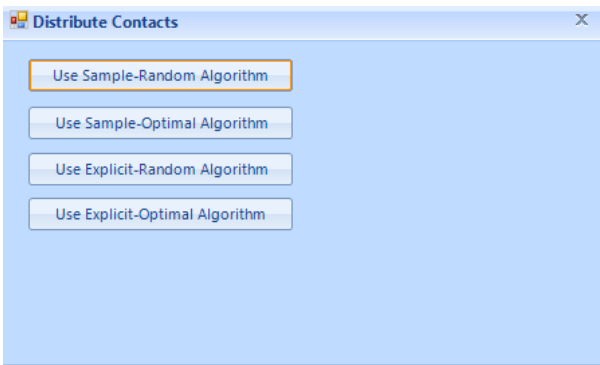 Distribute Contacts
Use Sample-Random Algorithm
Use Sample-Optimal Algorithm
Use Explicit-Random Algorithm
Use Explicit-Optimal Algorithm